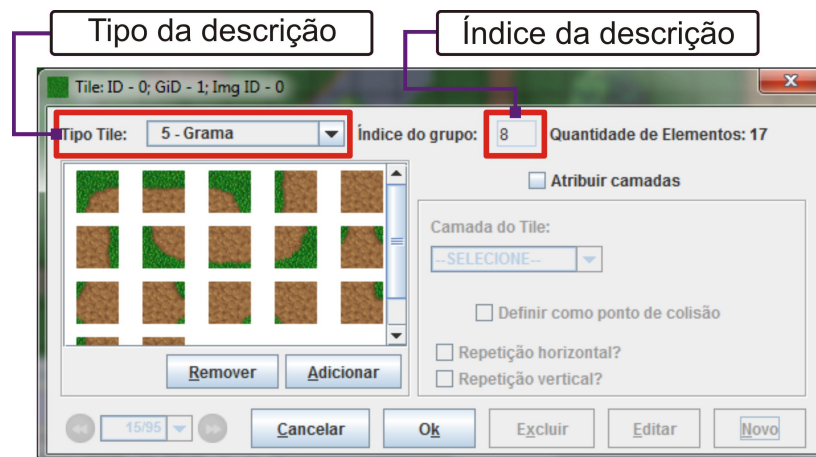 Tipo da descrição
Índice da descrição
Tile: ID - 0; GiD - 1; Img ID - 0
Tipo Tile: 5 - Grama Índice do grupo: 8 Quantidade de Elementos: 17
Atribuir camadas
Camada do Tile:
--SELECIONE--
Definir como ponto de colisão
Repetição horizontal?
Repetição vertical?
Remover Adicionar
15/95 Cancelar Ok Excluir Editar Novo